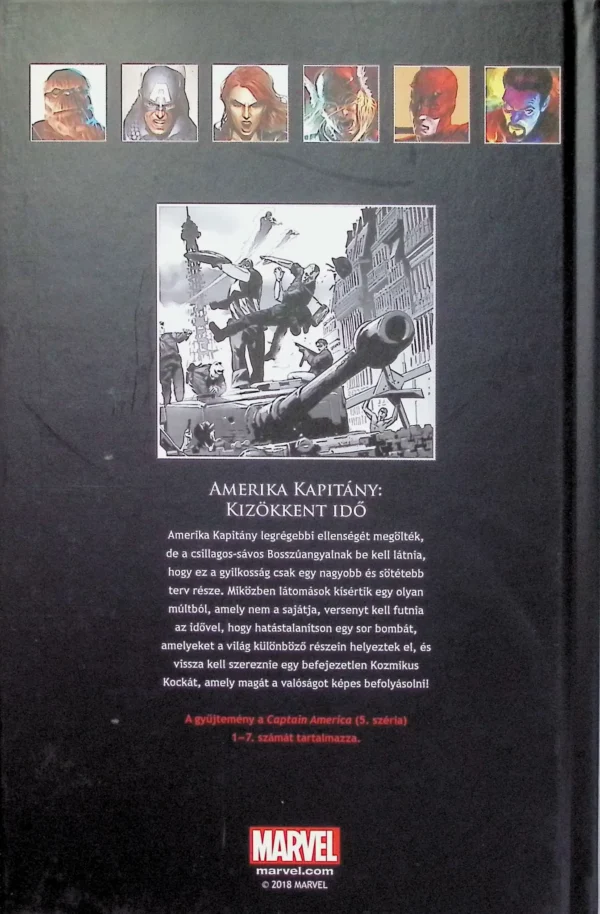 AMERIKA KAPITÁNY:
KIZÖKKENT IDŐ
Amerika Kapitány legrégebbi ellenségét megölték,
de a csillagos-sávos Bosszúangyalnak be kell látnia,
hogy ez a gyilkosság csak egy nagyobb és sötétebb
terv része. Miközben látomások kísértik egy olyan
múltból, amely nem a sajátja, versenyt kell futnia
az idővel, hogy hatástalanítson egy sor bombát,
amelyeket a világ különböző részein helyeztek el, és
vissza kell szereznie egy befejezetlen Kozmikus
Kockát, amely magát a valóságot képes befolyásolni!
A gyűjtemény a Captain America (5. széria)
1–7. számát tartalmazza.
MARVEL
marvel.com
© 2018 MARVEL